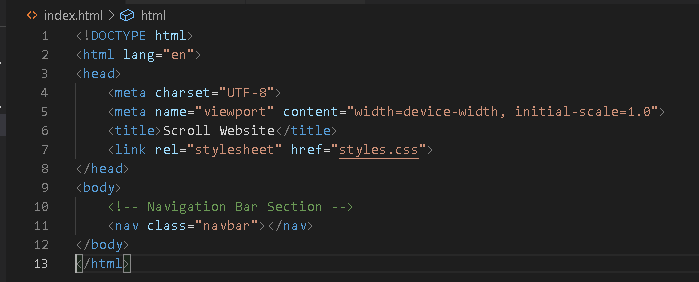 index.html > html
1 <!DOCTYPE html>
2 <html lang="en">
3 <head>
4     <meta charset="UTF-8">
5     <meta name="viewport" content="width=device-width, initial-scale=1.0">
6     <title>Scroll Website</title>
7     <link rel="stylesheet" href="styles.css">
8 </head>
9 <body>
10     <!-- Navigation Bar Section -->
11     <nav class="navbar"></nav>
12 </body>
13 </html>